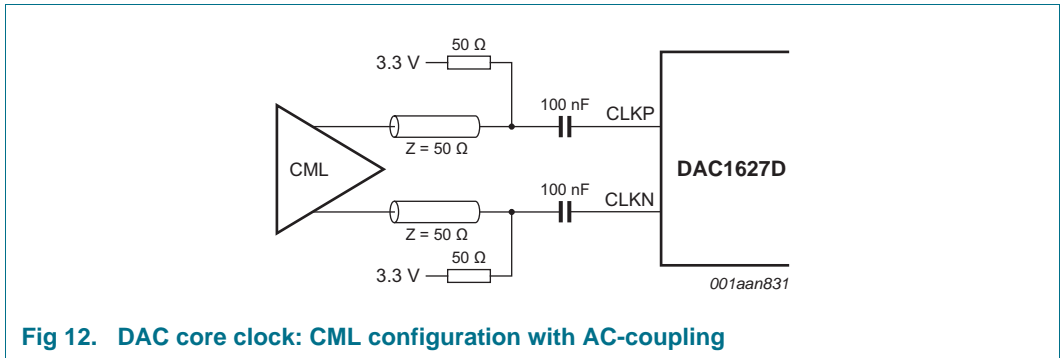 50 Ω
3.3 V
100 nF
CLKP
Z = 50 Ω
CML
DAC1627D
100 nF
CLKN
Z = 50 Ω
50 Ω
3.3 V
001aan831
Fig 12. DAC core clock: CML configuration with AC-coupling